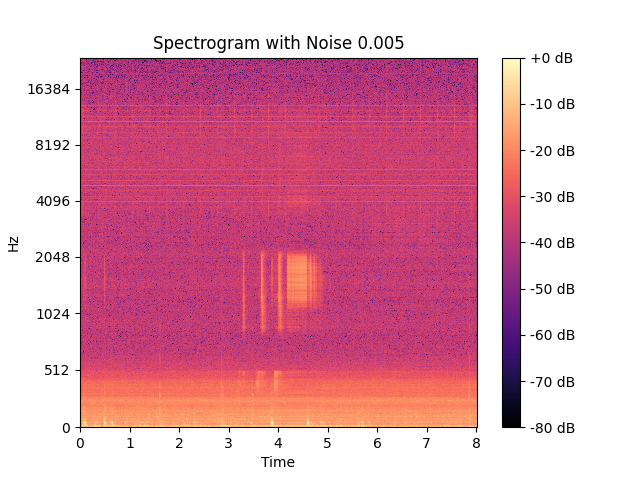 Spectrogram with Noise 0.005
16384
8192
4096
2048
1024
512
0
Hz
0 1 2 3 4 5 6 7 8
Time
+0 dB
-10 dB
-20 dB
-30 dB
-40 dB
-50 dB
-60 dB
-70 dB
-80 dB